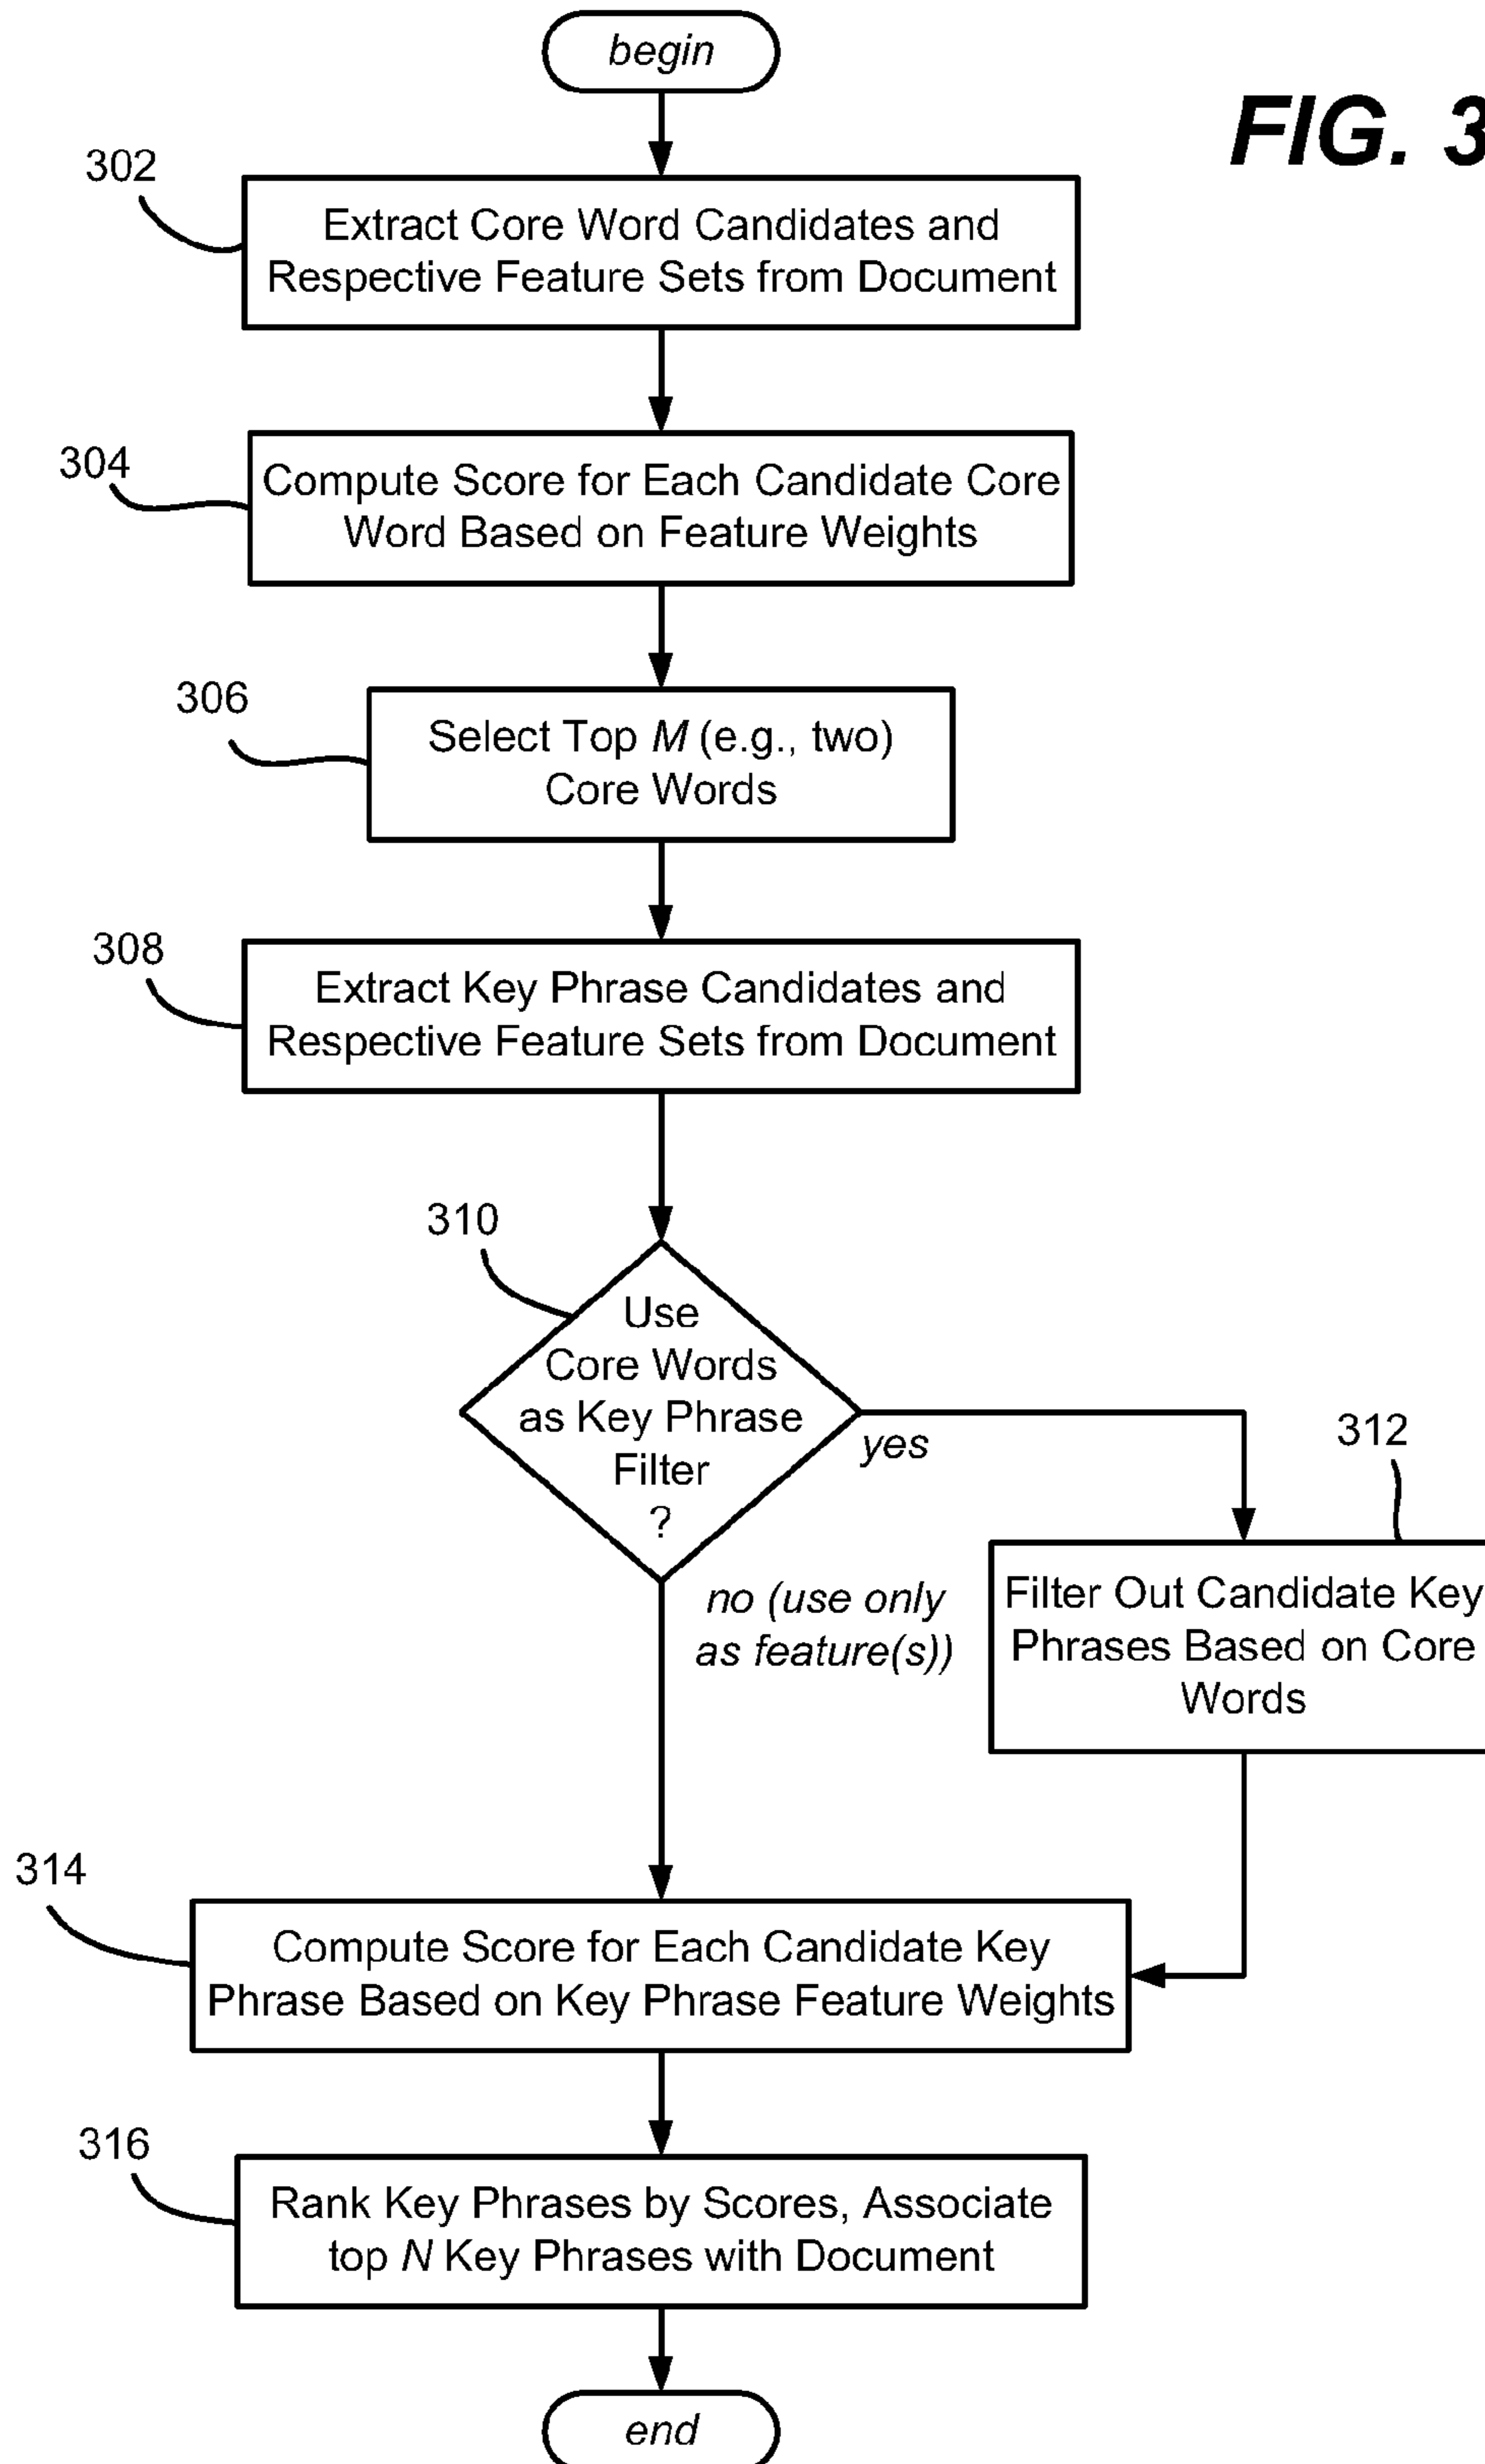 begin
FIG. 3
302
Extract Core Word Candidates and
Respective Feature Sets from Document
304
Compute Score for Each Candidate Core
Word Based on Feature Weights
306
Select Top M (e.g., two)
Core Words
308
Extract Key Phrase Candidates and
Respective Feature Sets from Document
310
Use
Core Words
as Key Phrase
Filter
?
yes
312
no (use only
as feature(s))
Filter Out Candidate Key
Phrases Based on Core
Words
314
Compute Score for Each Candidate Key
Phrase Based on Key Phrase Feature Weights
316
Rank Key Phrases by Scores, Associate
top N Key Phrases with Document
end